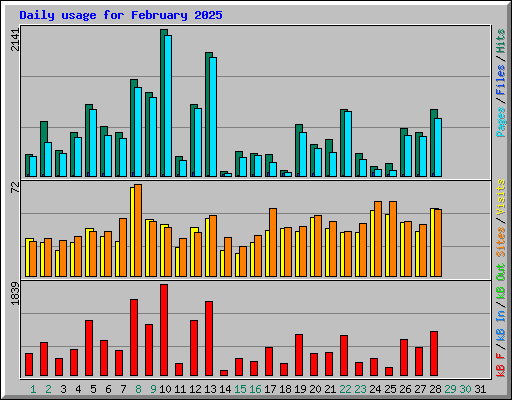 Daily usage for February 2025
2141
Pages / Files / Hits
72
Sites / Visits
1839
kB F / kB In / kB Out
1 2 3 4 5 6 7 8 9 10 11 12 13 14 15 16 17 18 19 20 21 22 23 24 25 26 27 28 29 30 31